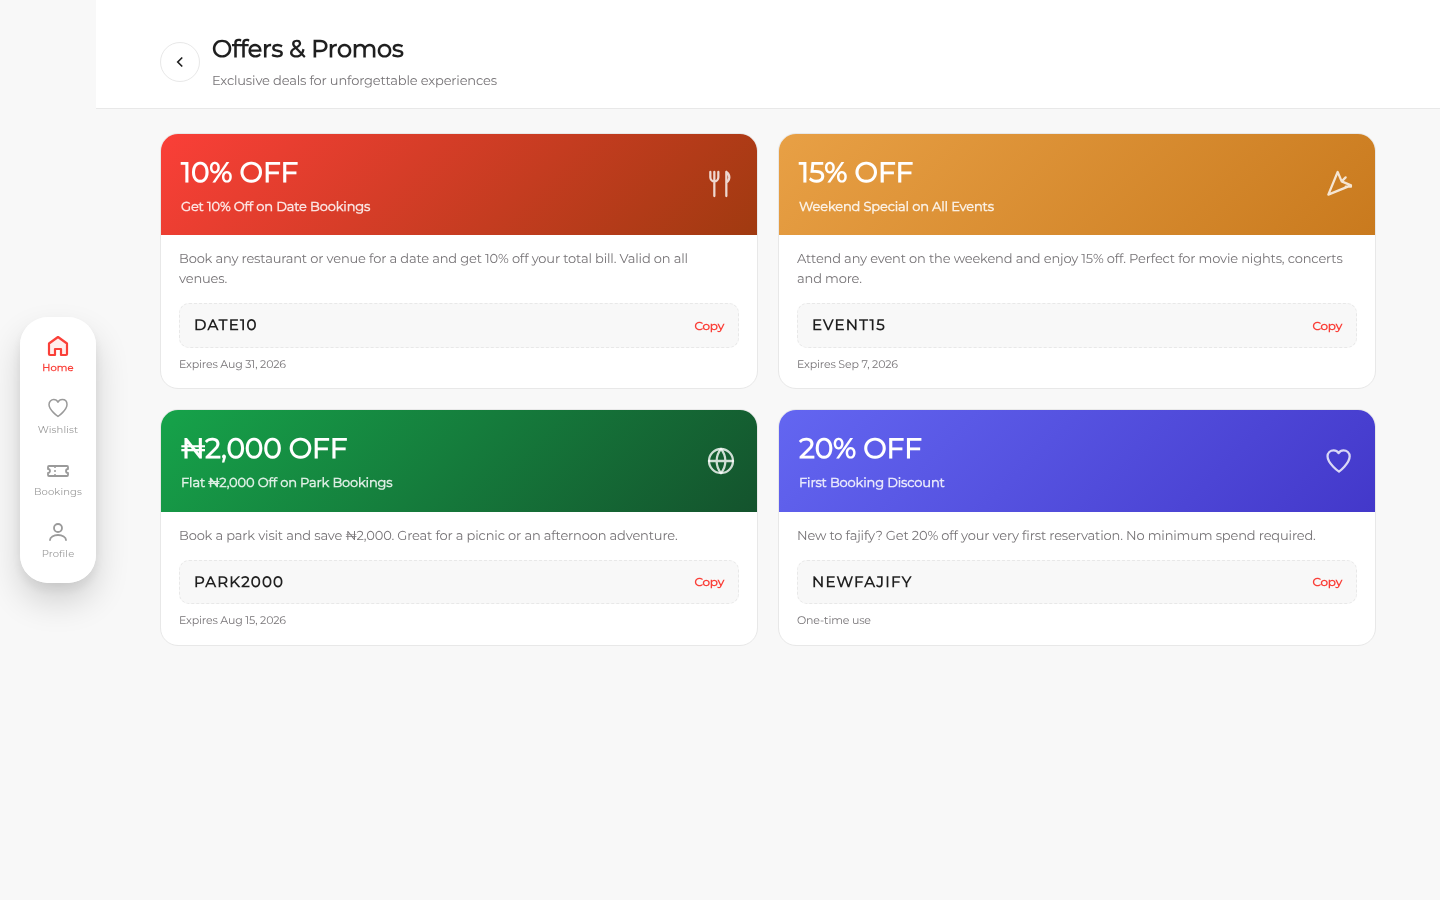 Offers & Promos
Exclusive deals for unforgettable experiences
10% OFF
Get 10% Off on Date Bookings
Book any restaurant or venue for a date and get 10% off your total bill. Valid on all
venues.
DATE10
Copy
Expires Aug 31, 2026
15% OFF
Weekend Special on All Events
Attend any event on the weekend and enjoy 15% off. Perfect for movie nights, concerts
and more.
EVENT15
Copy
Expires Sep 7, 2026
Home
Wishlist
Bookings
Profile
₦2,000 OFF
Flat ₦2,000 Off on Park Bookings
Book a park visit and save ₦2,000. Great for a picnic or an afternoon adventure.
PARK2000
Copy
Expires Aug 15, 2026
20% OFF
First Booking Discount
New to fajify? Get 20% off your very first reservation. No minimum spend required.
NEWFAJIFY
Copy
One-time use